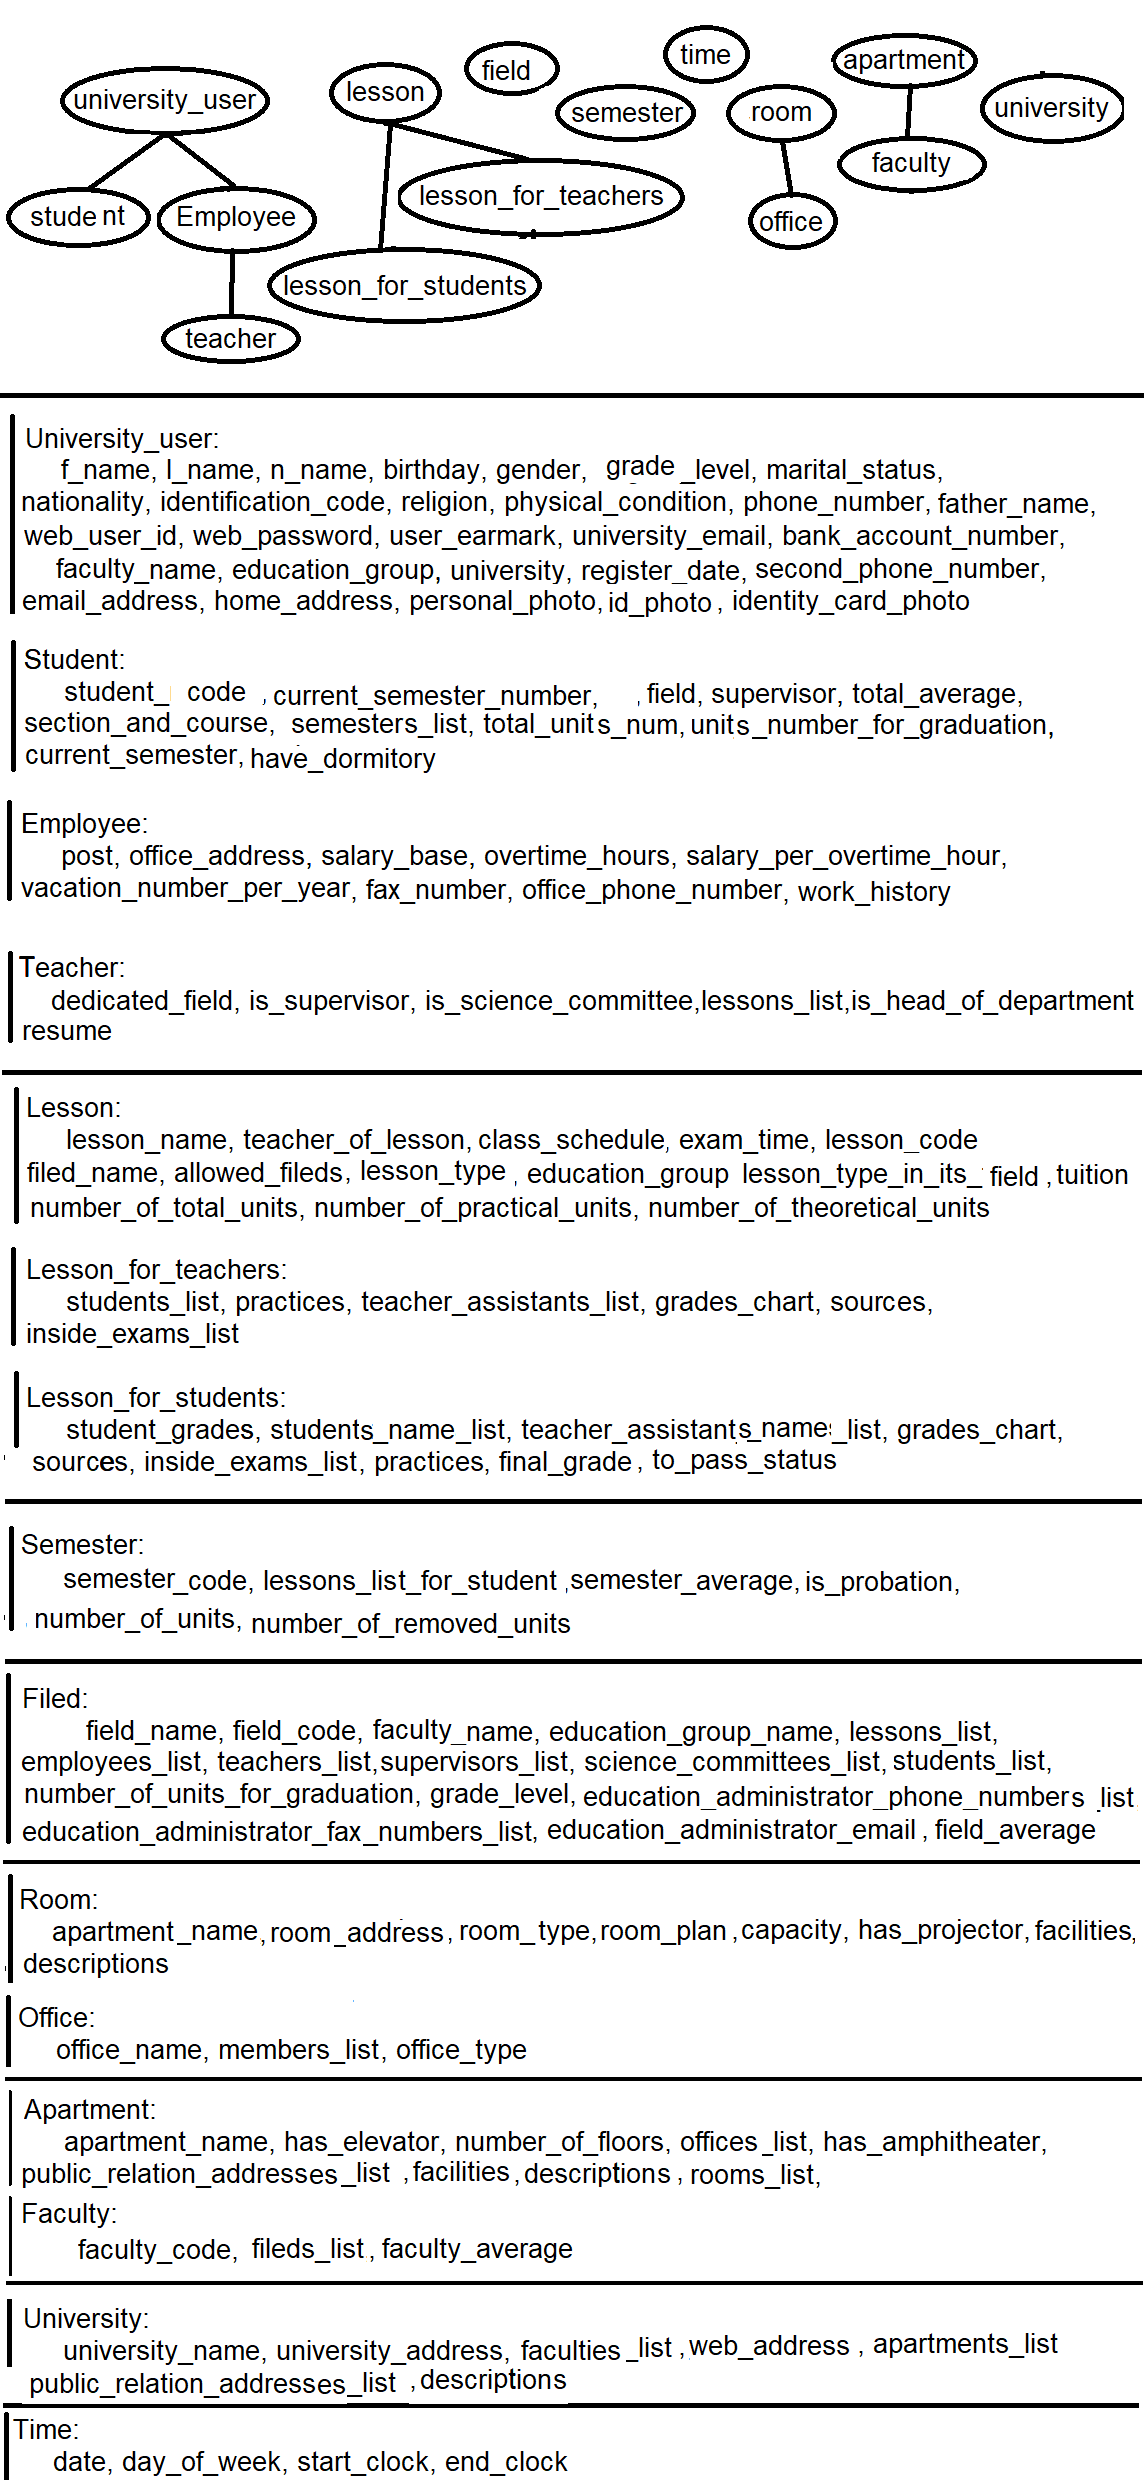 time
field
apartment
lesson
university_user
semester
room
university
faculty
lesson_for_teachers
student
Employee
office
lesson_for_students
teacher
University_user:
f_name, l_name, n_name, birthday, gender, grade_level, marital_status,
nationality, identification_code, religion, physical_condition, phone_number, father_name,
web_user_id, web_password, user_earmark, university_email, bank_account_number,
faculty_name, education_group, university, register_date, second_phone_number,
email_address, home_address, personal_photo, id_photo, identity_card_photo
Student:
student_code, current_semester_number, , field, supervisor, total_average,
section_and_course, semesters_list, total_units_num, units_number_for_graduation,
current_semester, have_dormitory
Employee:
post, office_address, salary_base, overtime_hours, salary_per_overtime_hour,
vacation_number_per_year, fax_number, office_phone_number, work_history
Teacher:
dedicated_field, is_supervisor, is_science_committee,lessons_list,is_head_of_department
resume
Lesson:
lesson_name, teacher_of_lesson, class_schedule, exam_time, lesson_code
filed_name, allowed_fileds, lesson_type, education_group lesson_type_in_its_field, tuition
number_of_total_units, number_of_practical_units, number_of_theoretical_units
Lesson_for_teachers:
students_list, practices, teacher_assistants_list, grades_chart, sources,
inside_exams_list
Lesson_for_students:
student_grades, students_name_list, teacher_assistants_names_list, grades_chart,
sources, inside_exams_list, practices, final_grade, to_pass_status
Semester:
semester_code, lessons_list_for_student ,semester_average, is_probation,
number_of_units, number_of_removed_units
Filed:
field_name, field_code, faculty_name, education_group_name, lessons_list,
employees_list, teachers_list,supervisors_list, science_committees_list, students_list,
number_of_units_for_graduation, grade_level, education_administrator_phone_numbers_list
education_administrator_fax_numbers_list, education_administrator_email, field_average
Room:
apartment_name, room_address, room_type, room_plan, capacity, has_projector, facilities,
descriptions
Office:
office_name, members_list, office_type
Apartment:
apartment_name, has_elevator, number_of_floors, offices_list, has_amphitheater,
public_relation_addresses_list, facilities, descriptions, rooms_list,
Faculty:
faculty_code, fileds_list, faculty_average
University:
university_name, university_address, faculties_list, web_address, apartments_list
public_relation_addresses_list, descriptions
Time:
date, day_of_week, start_clock, end_clock